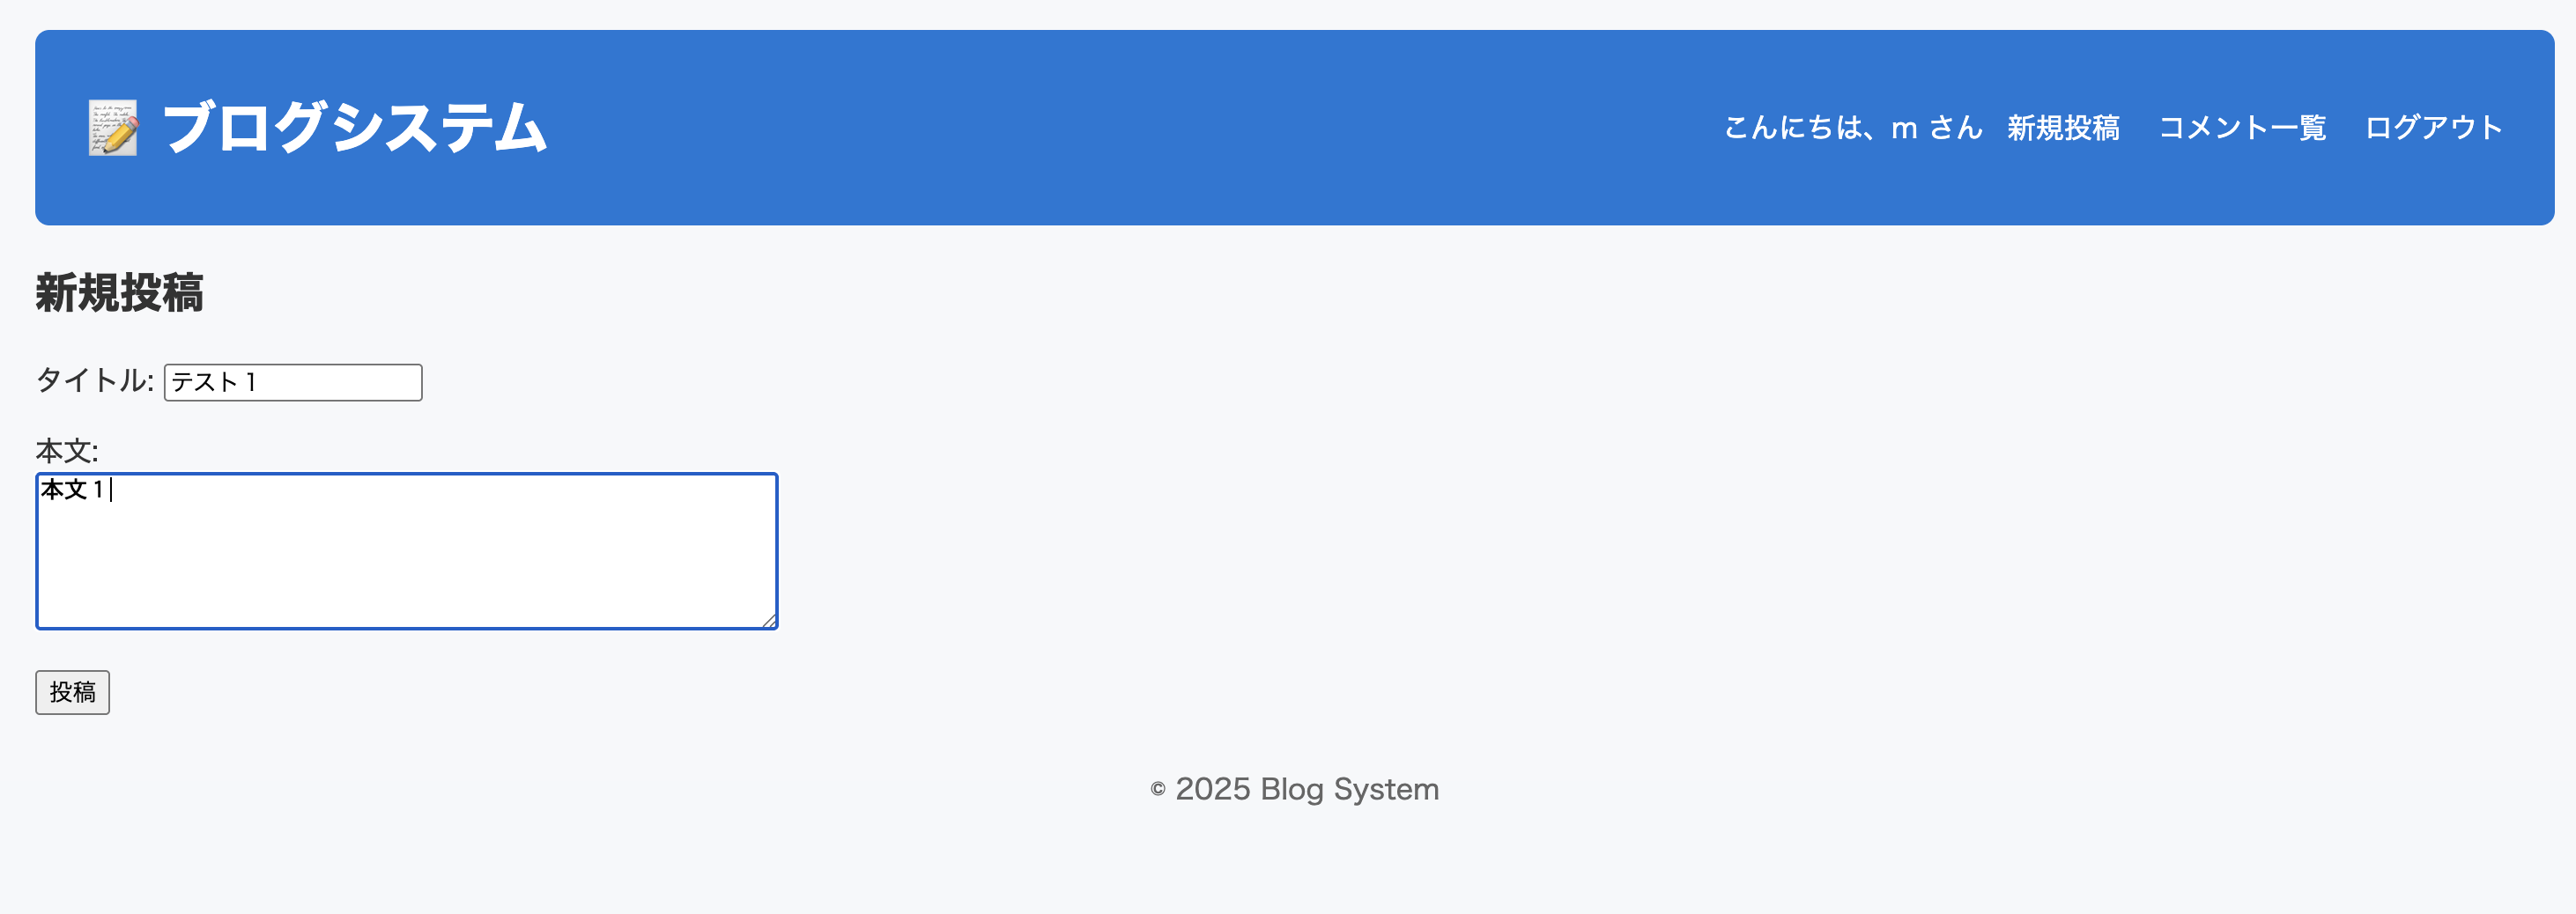 ブログシステム
こんにちは、m さん 新規投稿 コメント一覧 ログアウト
新規投稿
タイトル: テスト１
本文:
本文１
投稿
© 2025 Blog System